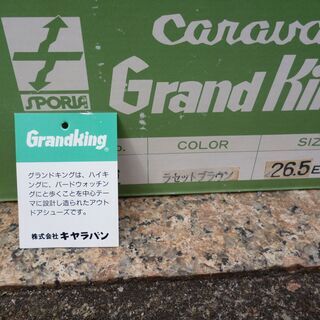 Carava
SPORIA
Grand Kin
COLOR
SIZ
ラセットブラウン
26.5 E
Grandking
グランドキングは、ハイキ
ングに、バードウォッチン
グにと歩くことを中心テー
マに設計し造られたアウト
ドアシューズです。
株式会社 キャラバン